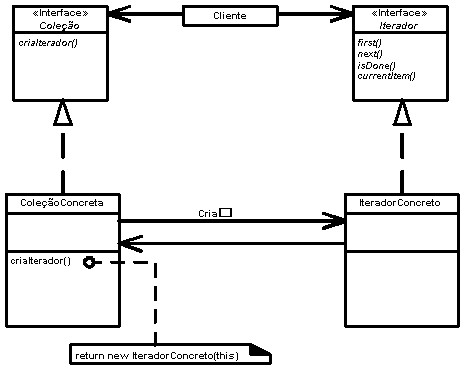 «Interface»
Coleção
criaIterador()
Cliente
«Interface»
Iterador
first()
next()
isDone()
currentItem()
ColeçãoConcreta
criaIterador()
Cria
IteradorConcreto
return new IteradorConcreto(this)